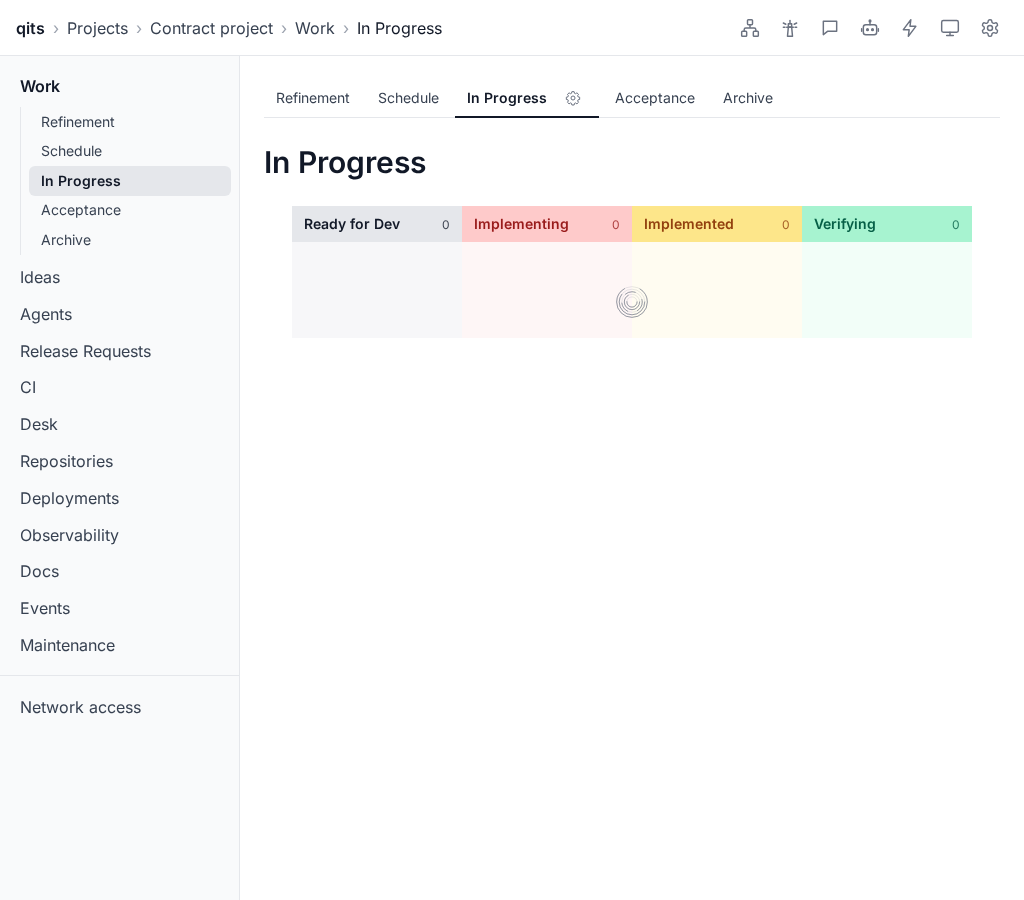 qits › Projects › Contract project › Work › In Progress
Work
Refinement
Schedule
In Progress
Acceptance
Archive
Ideas
Agents
Release Requests
CI
Desk
Repositories
Deployments
Observability
Docs
Events
Maintenance
Network access
Refinement Schedule In Progress Acceptance Archive
In Progress
Ready for Dev 0 Implementing 0 Implemented 0 Verifying 0